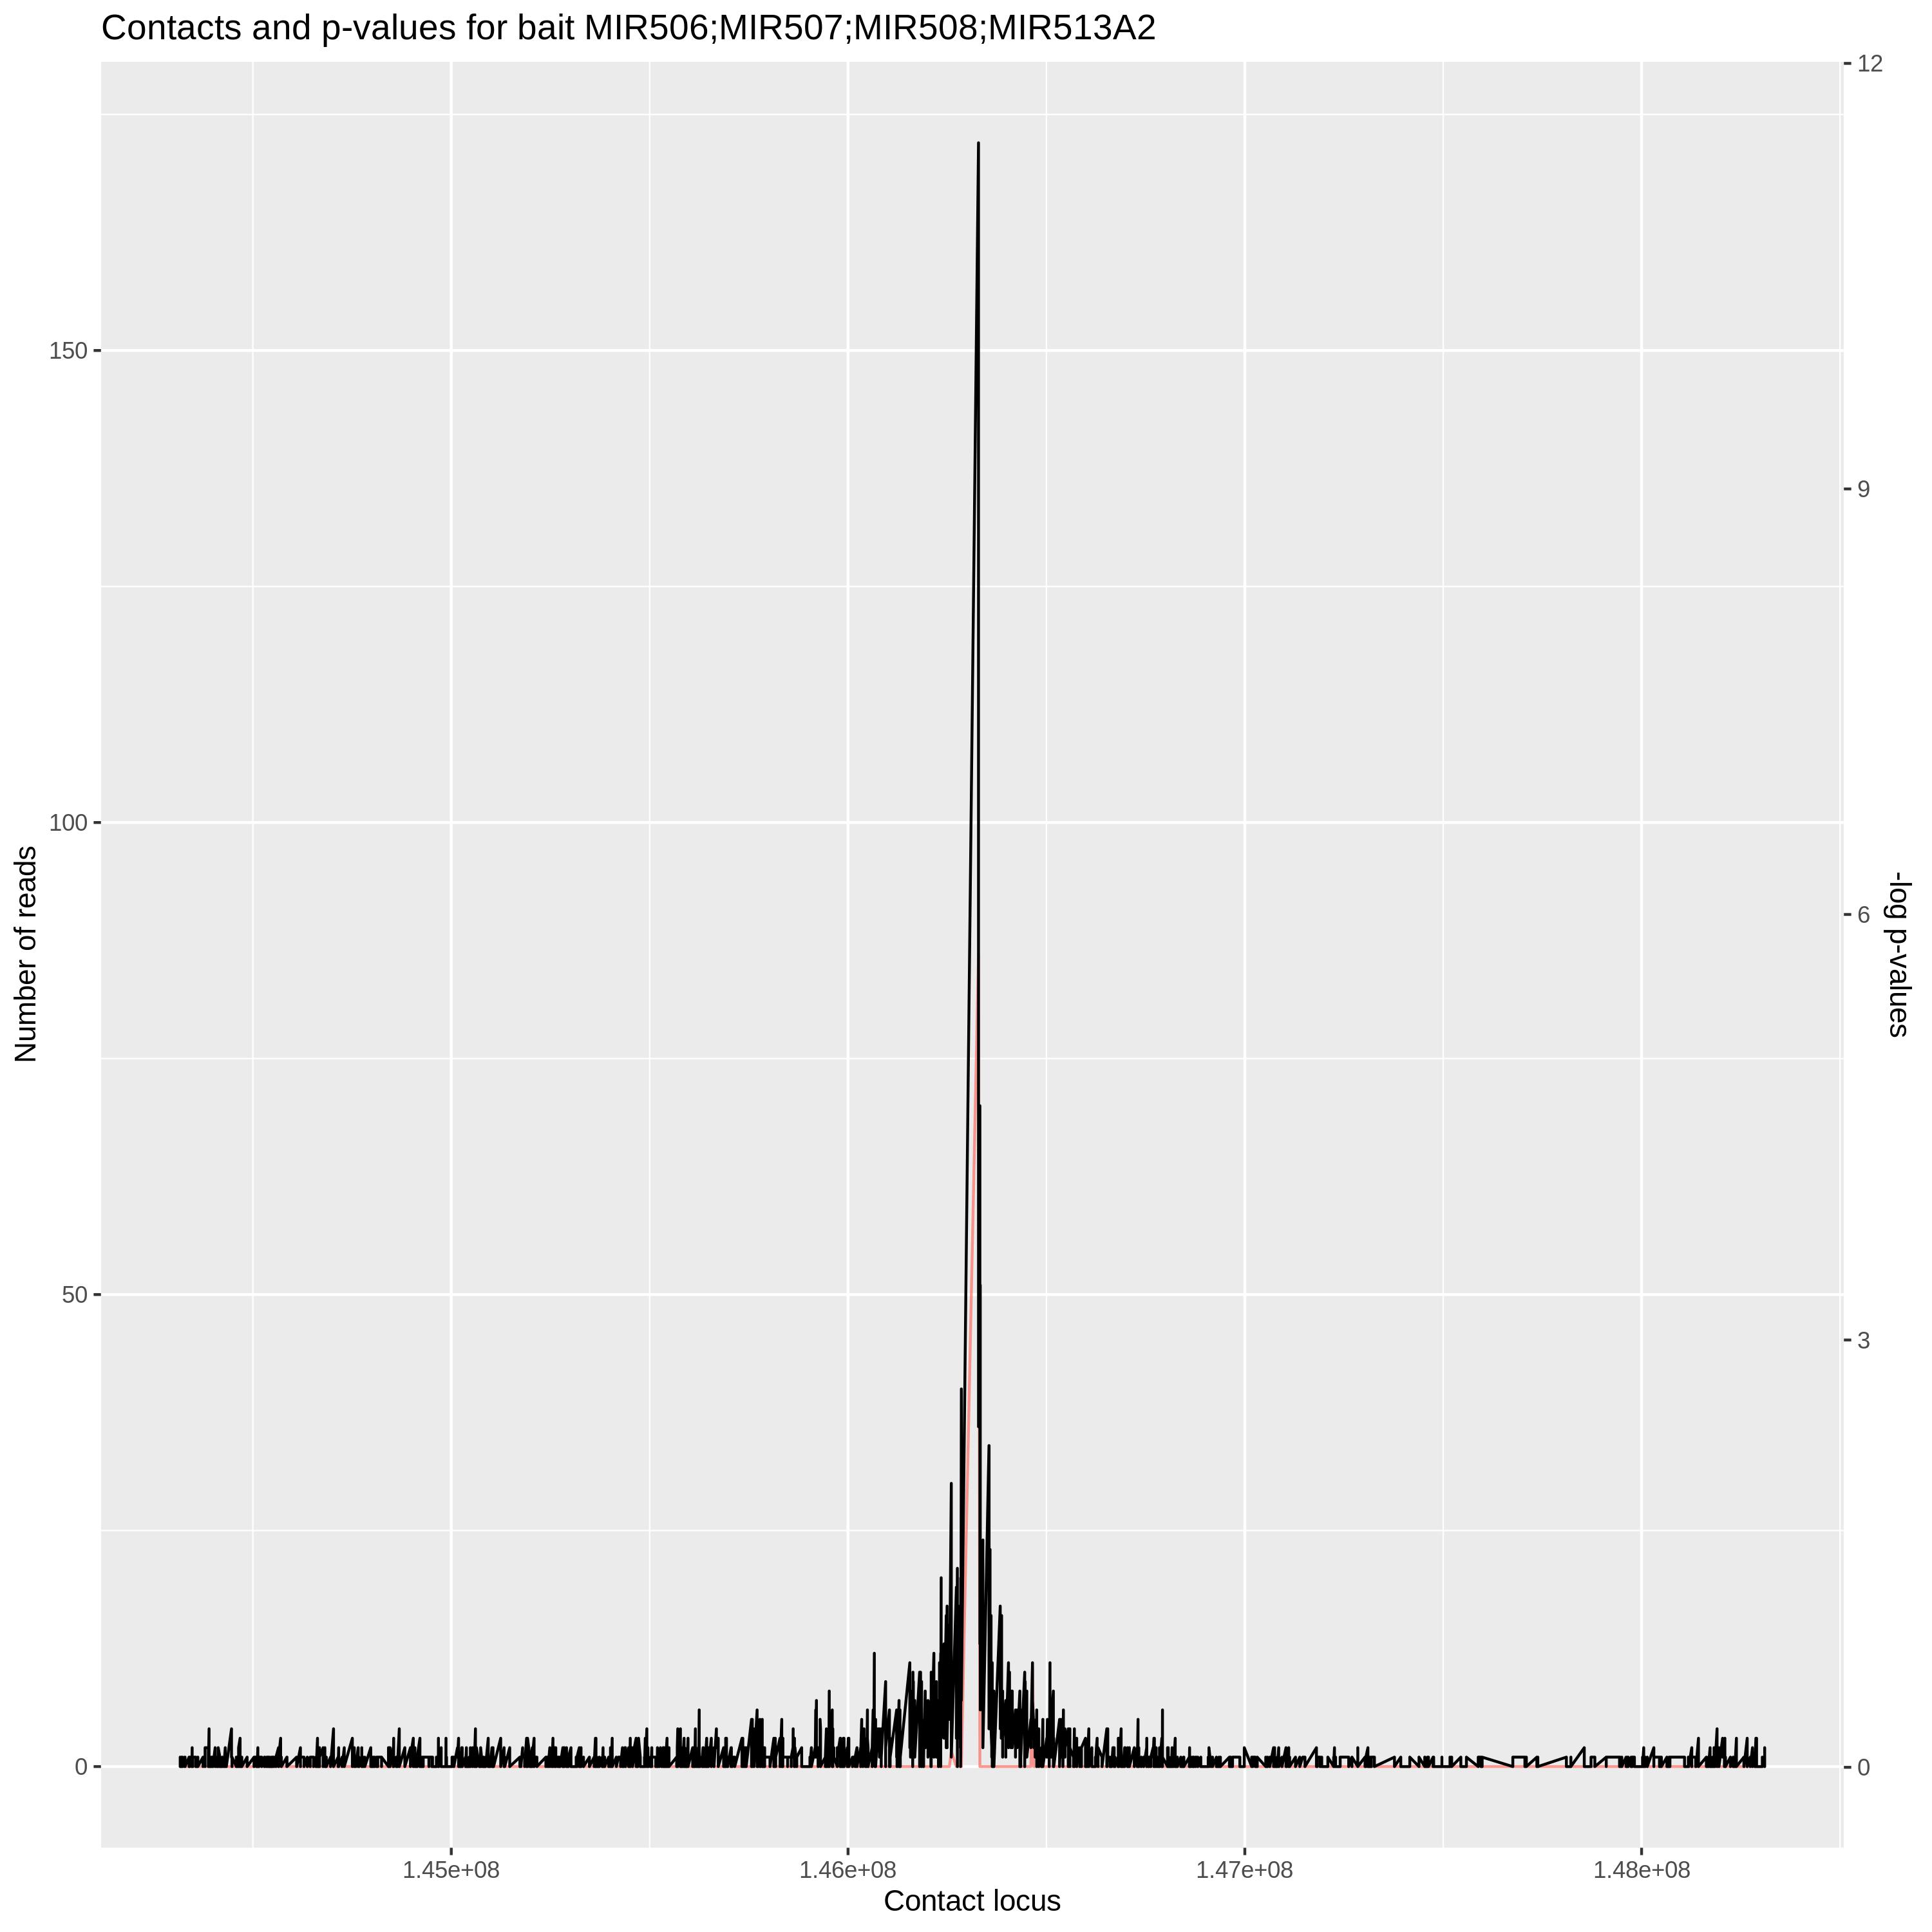 Contacts and p-values for bait MIR506;MIR507;MIR508;MIR513A2
12
150
9
100
6
Number of reads
-log p-values
50
3
0
0
1.45e+08
1.46e+08
1.47e+08
1.48e+08
Contact locus